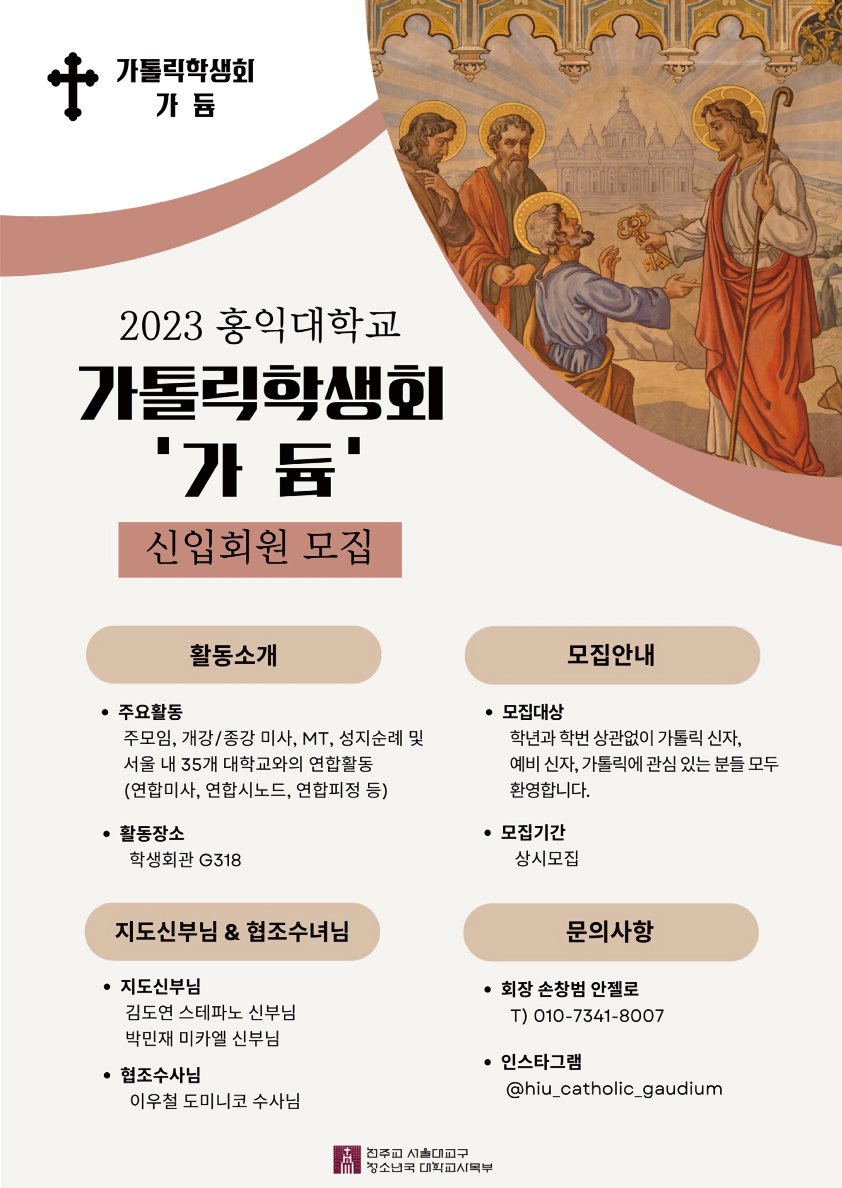 가톨릭학생회
가 듐
2023 홍익대학교
가톨릭학생회
'가 듐'
신입회원 모집
활동소개
• 주요활동
주모임, 개강/종강 미사, MT, 성지순례 및
서울 내 35개 대학교와의 연합활동
(연합미사, 연합시노드, 연합피정 등)
• 활동장소
학생회관 G318
모집안내
• 모집대상
학년과 학번 상관없이 가톨릭 신자,
예비 신자, 가톨릭에 관심 있는 분들 모두
환영합니다.
• 모집기간
상시모집
지도신부님 & 협조수녀님
• 지도신부님
김도연 스테파노 신부님
박민재 미카엘 신부님
• 협조수사님
이우철 도미니코 수사님
문의사항
• 회장 손창범 안젤로
T) 010-7341-8007
• 인스타그램
@hiu_catholic_gaudium
천주교 서울대교구
청소년국 대학교사목부